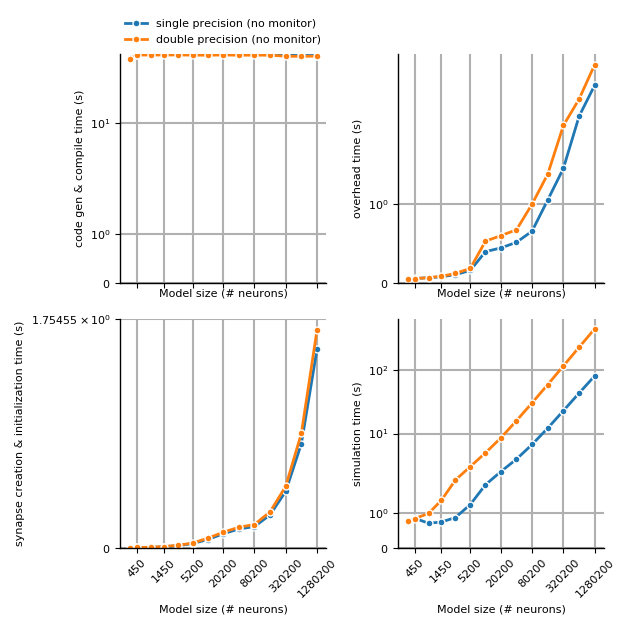 single precision (no monitor)
double precision (no monitor)
code gen & compile time (s)
10¹
10⁰
0
Model size (# neurons)
overhead time (s)
10⁰
0
Model size (# neurons)
synapse creation & initialization time (s)
1.75455 × 10⁰
0
450
1450
5200
20200
80200
320200
1280200
Model size (# neurons)
simulation time (s)
10²
10¹
10⁰
0
450
1450
5200
20200
80200
320200
1280200
Model size (# neurons)